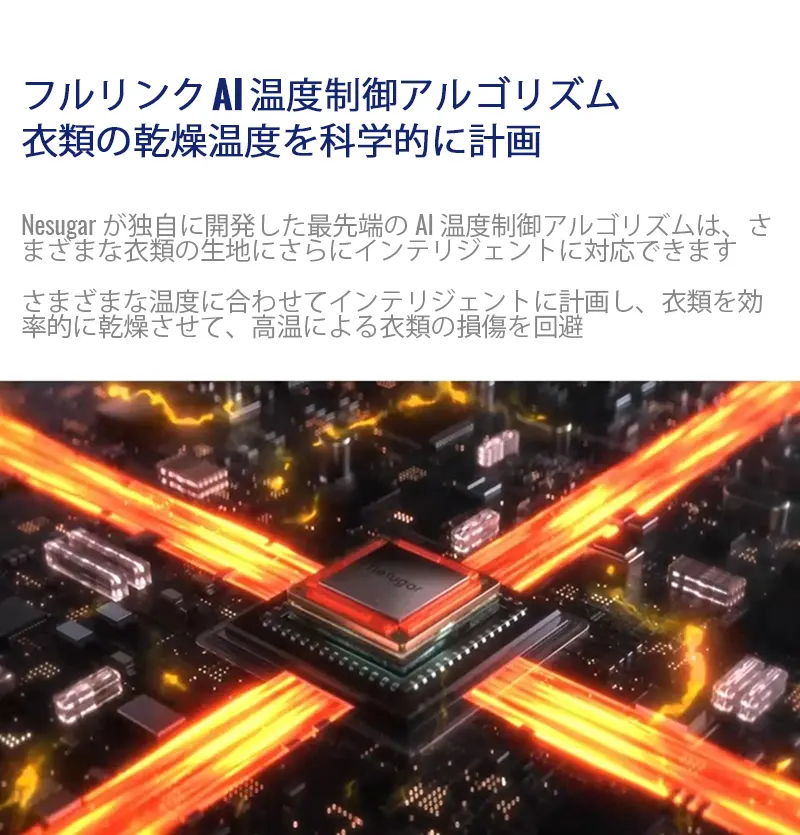 フルリンク AI 温度制御アルゴリズム
衣類の乾燥温度を科学的に計画
Nesugar が独自に開発した最先端の AI 温度制御アルゴリズムは、さ
まざまな衣類の生地にさらにインテリジェントに対応できます
さまざまな温度に合わせてインテリジェントに計画し、衣類を効
率的に乾燥させて、高温による衣類の損傷を回避
nesugar